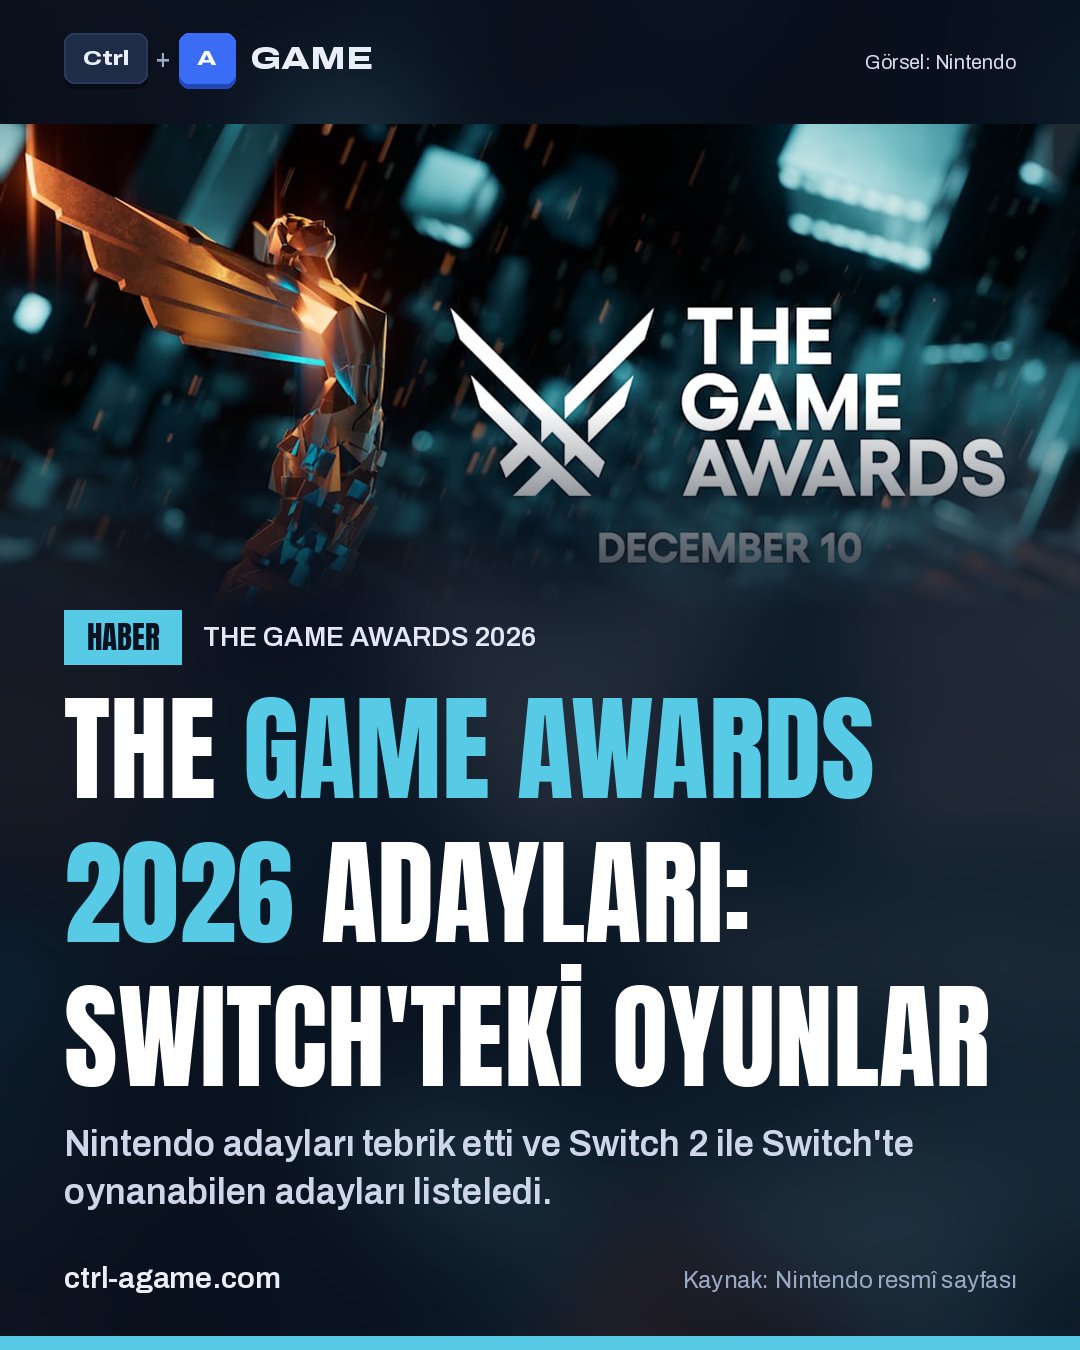 Ctrl + A GAME
Görsel: Nintendo
THE
GAME
AWARDS
DECEMBER 10
HABER
THE GAME AWARDS 2026
THE GAME AWARDS
2026 ADAYLARI:
SWITCH'TEKİ OYUNLAR
Nintendo adayları tebrik etti ve Switch 2 ile Switch'te
oynanabilen adayları listeledi.
ctrl-agame.com
Kaynak: Nintendo resmî sayfası